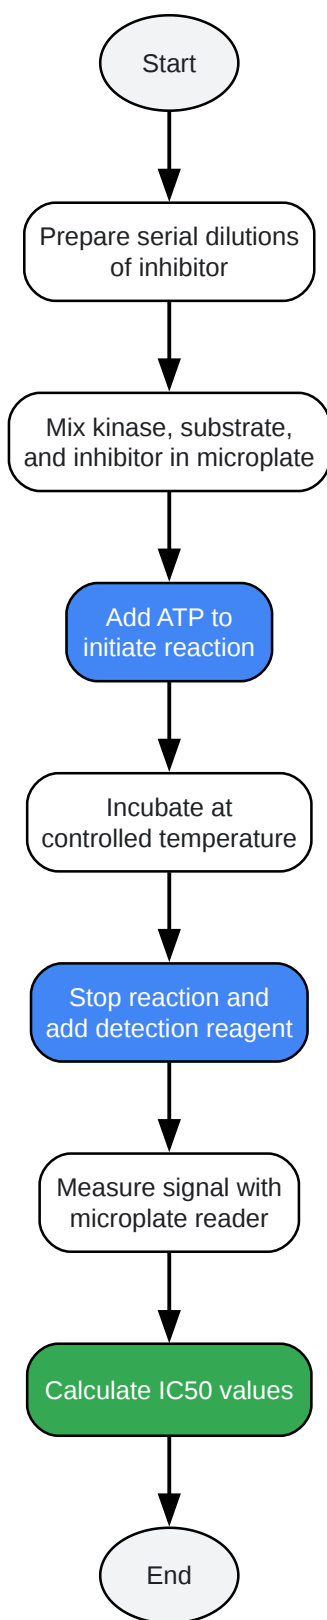 Start
Prepare serial dilutions
of inhibitor
Mix kinase, substrate,
and inhibitor in microplate
Add ATP to
initiate reaction
Incubate at
controlled temperature
Stop reaction and
add detection reagent
Measure signal with
microplate reader
Calculate IC50 values
End